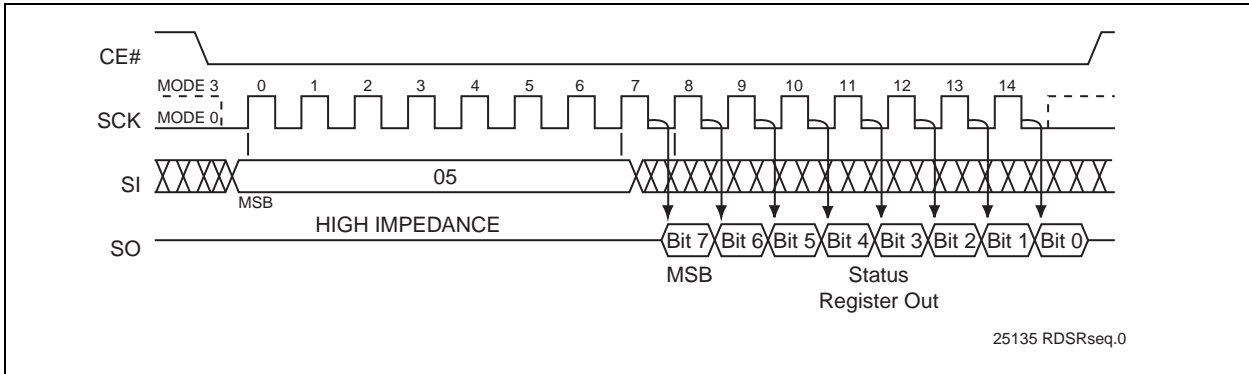 CE#
MODE 3 0 1 2 3 4 5 6 7 8 9 10 11 12 13 14
SCK MODE 0
SI 05
MSB
HIGH IMPEDANCE
SO Bit 7 Bit 6 Bit 5 Bit 4 Bit 3 Bit 2 Bit 1 Bit 0
MSB Status
Register Out
25135 RDSRseq.0